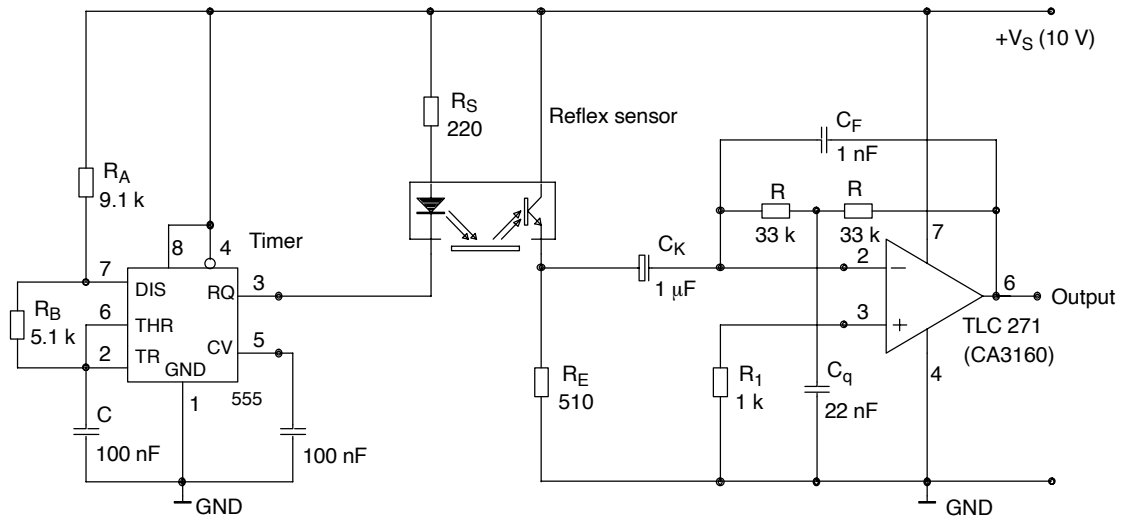 +V_S (10 V)
R_S
220
Reflex sensor
C_F
1 nF
R_A
9.1 k
R
33 k
R
33 k
8
4
Timer
7
C_K
1 μF
7
DIS
RQ
3
2
−
6
Output
R_B
5.1 k
6
THR
3
+
TLC 271
(CA3160)
2
TR
CV
5
GND
R_E
510
R_1
1 k
C_q
22 nF
4
1
555
C
100 nF
100 nF
GND
GND